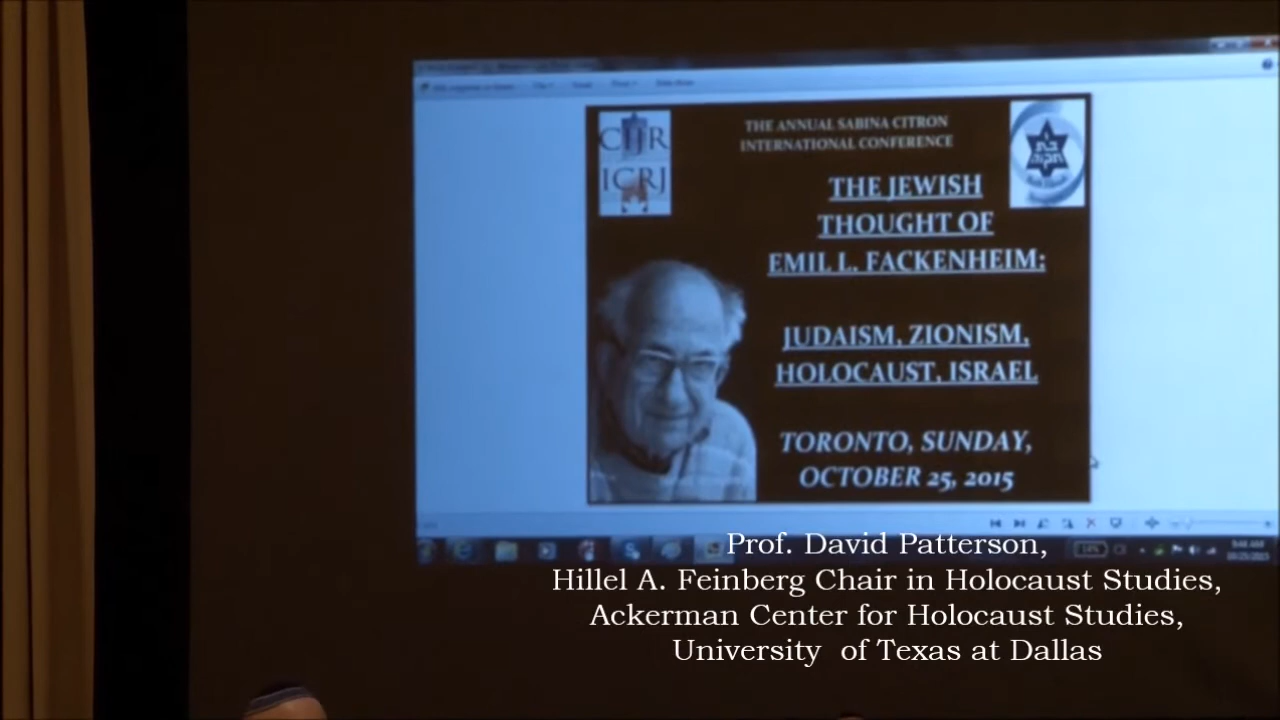 CIJR
ICRJ
THE ANNUAL SABINA CITRON
INTERNATIONAL CONFERENCE
THE JEWISH
THOUGHT OF
EMIL L. FACKENHEIM:
JUDAISM, ZIONISM,
HOLOCAUST, ISRAEL
TORONTO, SUNDAY,
OCTOBER 25, 2015
Prof. David Patterson,
Hillel A. Feinberg Chair in Holocaust Studies,
Ackerman Center for Holocaust Studies,
University of Texas at Dallas